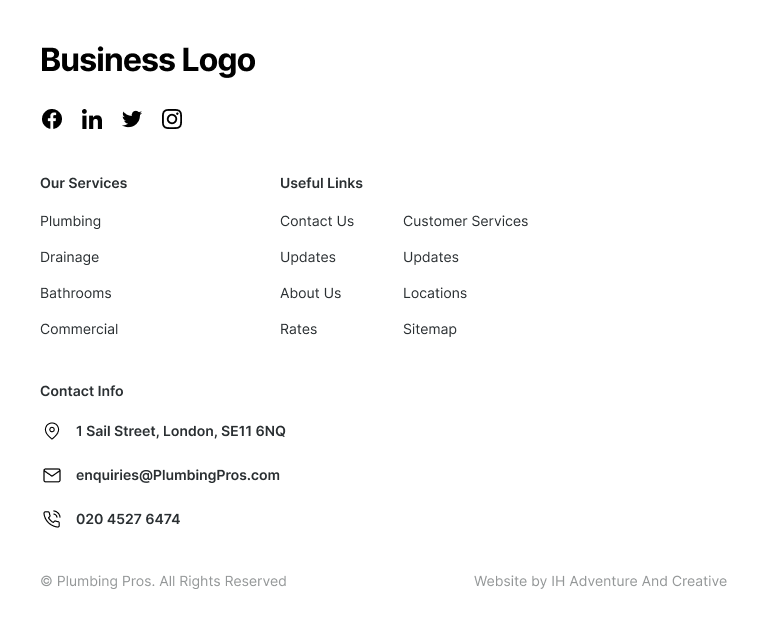 Business Logo
Our Services
Plumbing
Drainage
Bathrooms
Commercial
Useful Links
Contact Us
Updates
About Us
Rates
Customer Services
Updates
Locations
Sitemap
Contact Info
1 Sail Street, London, SE11 6NQ
enquiries@PlumbingPros.com
020 4527 6474
© Plumbing Pros. All Rights Reserved
Website by IH Adventure And Creative